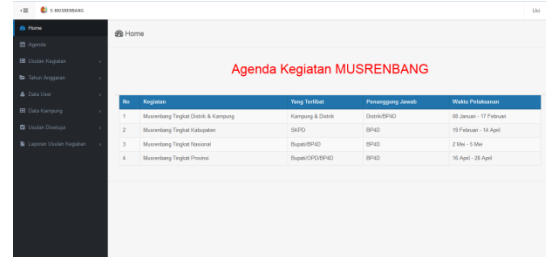 S-MUSRENBANG
Home
Agenda
Usulan Kegiatan
Tahun Anggaran
Data User
Data Kampung
Usulan Disetujui
Laporan Usulan Kegiatan
Home
Agenda Kegiatan MUSRENBANG
No Kegiatan Yang Terlibat Penanggung Jawab Waktu Pelaksanaan
1 Musrenbang Tingkat Distrik & Kampung Kampung & Distrik Distrik/BP4D 08 Januari - 17 Februari
2 Musrenbang Tingkat Kabupaten SKPD BP4D 19 Februari - 14 April
3 Musrenbang Tingkat Nasional Bupati/BP4D BP4D 2 Mei - 5 Mei
4 Musrenbang Tingkat Provinsi Bupati/OPD/BP4D BP4D 16 April - 28 April